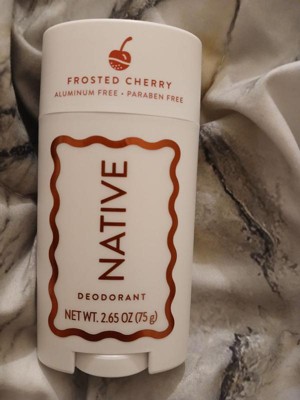 FROSTED CHERRY
ALUMINUM FREE • PARABEN FREE
NATIVE
DEODORANT
NET WT. 2.65 OZ (75 g)